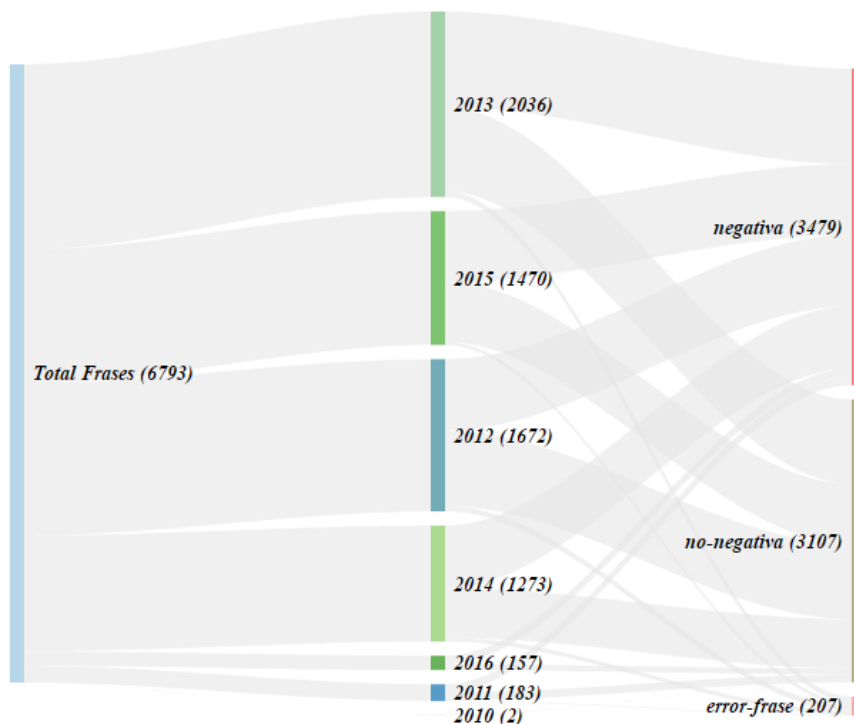 Total Frases (6793)
2013 (2036)
2015 (1470)
2012 (1672)
2014 (1273)
2016 (157)
2011 (183)
2010 (2)
negativa (3479)
no-negativa (3107)
error-frase (207)